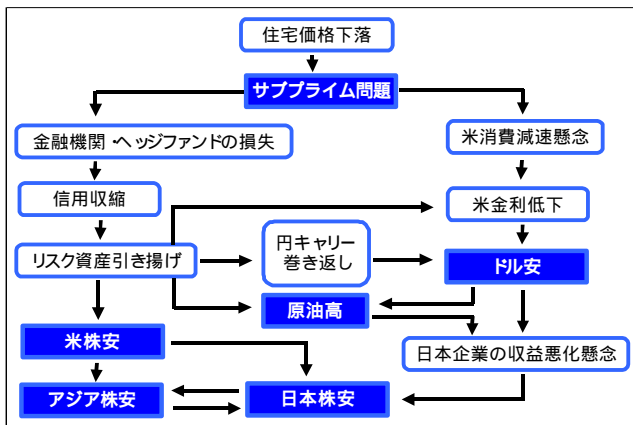 住宅価格下落
サブプライム問題
金融機関・ヘッジファンドの損失
米消費減速懸念
信用収縮
米金利低下
リスク資産引き揚げ
円キャリー
巻き返し
ドル安
原油高
米株安
日本企業の収益悪化懸念
アジア株安
日本株安